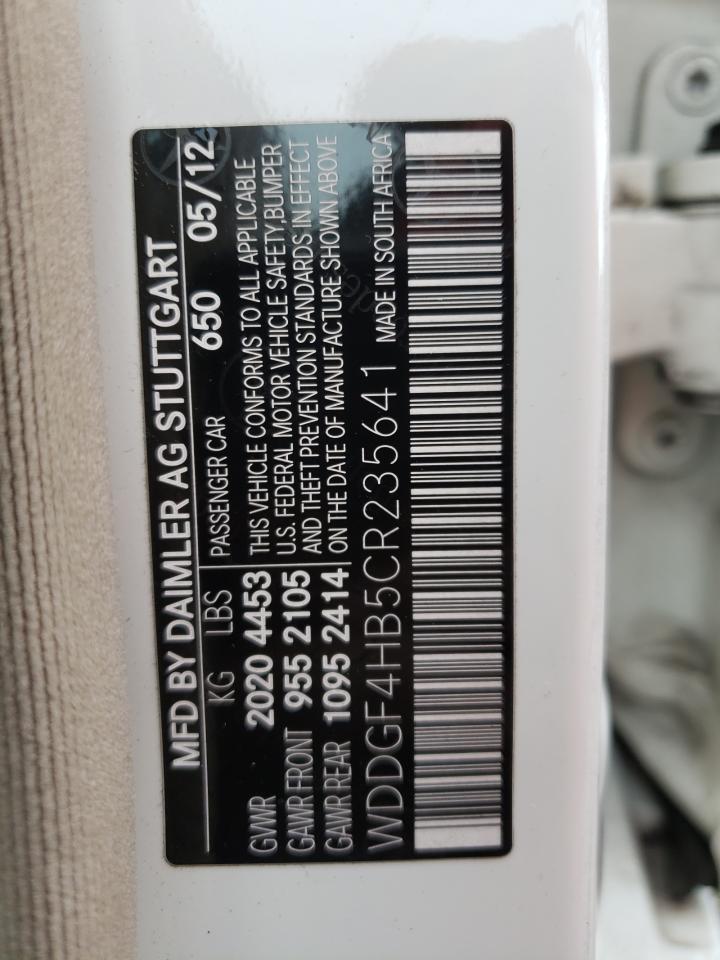 MFD BY DAIMLER AG STUTTGART
KG LBS PASSENGER CAR 650 05/12
GVWR 2020 4453
GAWR FRONT 955 2105
GAWR REAR 1095 2414
THIS VEHICLE CONFORMS TO ALL APPLICABLE
U.S. FEDERAL MOTOR VEHICLE SAFETY,BUMPER
AND THEFT PREVENTION STANDARDS IN EFFECT
ON THE DATE OF MANUFACTURE SHOWN ABOVE
WDDGF4HB5CR235641 MADE IN SOUTH AFRICA